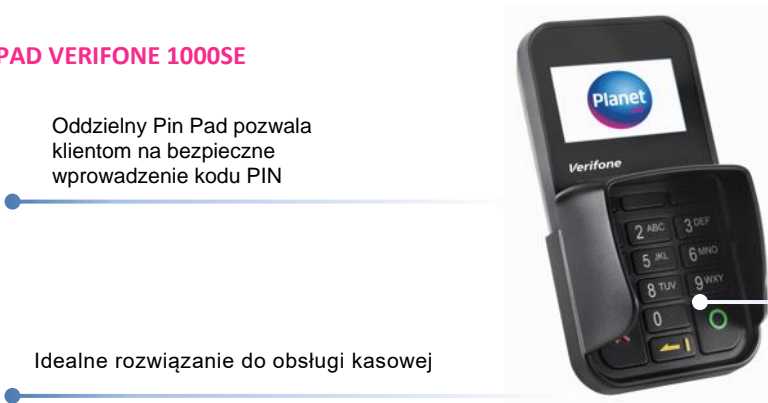 PAD VERIFONE 1000SE
Oddzielny Pin Pad pozwala
klientom na bezpieczne
wprowadzenie kodu PIN
Idealne rozwiązanie do obsługi kasowej
Planet
Verifone
2 ABC 3 DEF
5 JKL 6 MNO
8 TUV 9 WXY
0